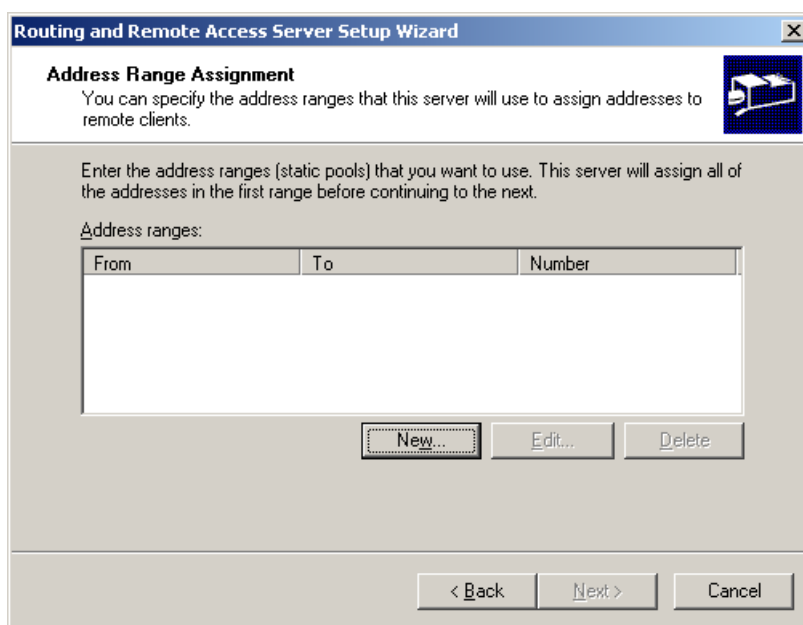 Routing and Remote Access Server Setup Wizard
Address Range Assignment
You can specify the address ranges that this server will use to assign addresses to
remote clients.
Enter the address ranges (static pools) that you want to use. This server will assign all of
the addresses in the first range before continuing to the next.
Address ranges:
From To Number
New... Edit... Delete
< Back Next > Cancel